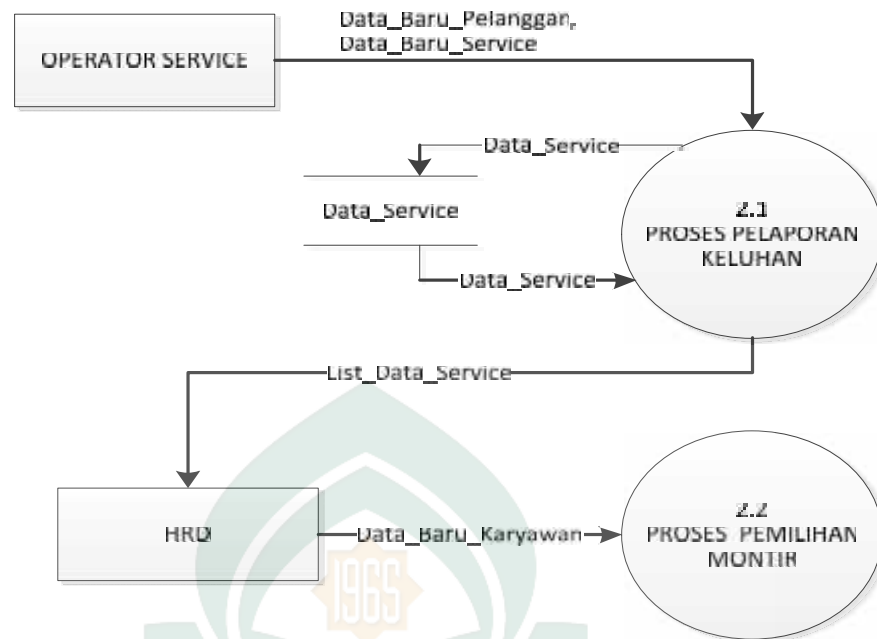 Data_Baru_Pelanggan,
Data_Baru_Service
OPERATOR SERVICE
Data_Service
Data_Service
2.1
PROSES PELAPORAN
KELUHAN
Data_Service
List_Data_Service
HRD
Data_Baru_Karyawan
2.2
PROSES PEMILIHAN
MONTIR
1965